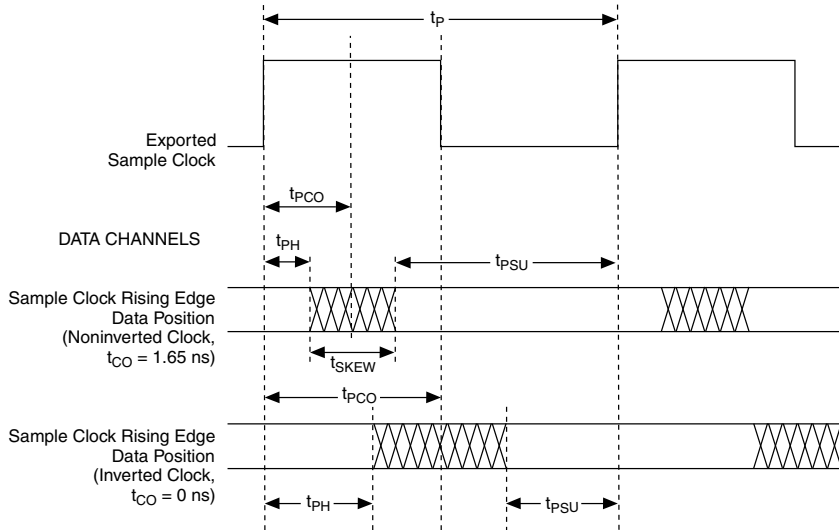 tP
Exported
Sample Clock
tPCO
DATA CHANNELS
tPH
tPSU
Sample Clock Rising Edge
Data Position
(Noninverted Clock,
tCO = 1.65 ns)
tSKEW
tPCO
Sample Clock Rising Edge
Data Position
(Inverted Clock,
tCO = 0 ns)
tPH
tPSU